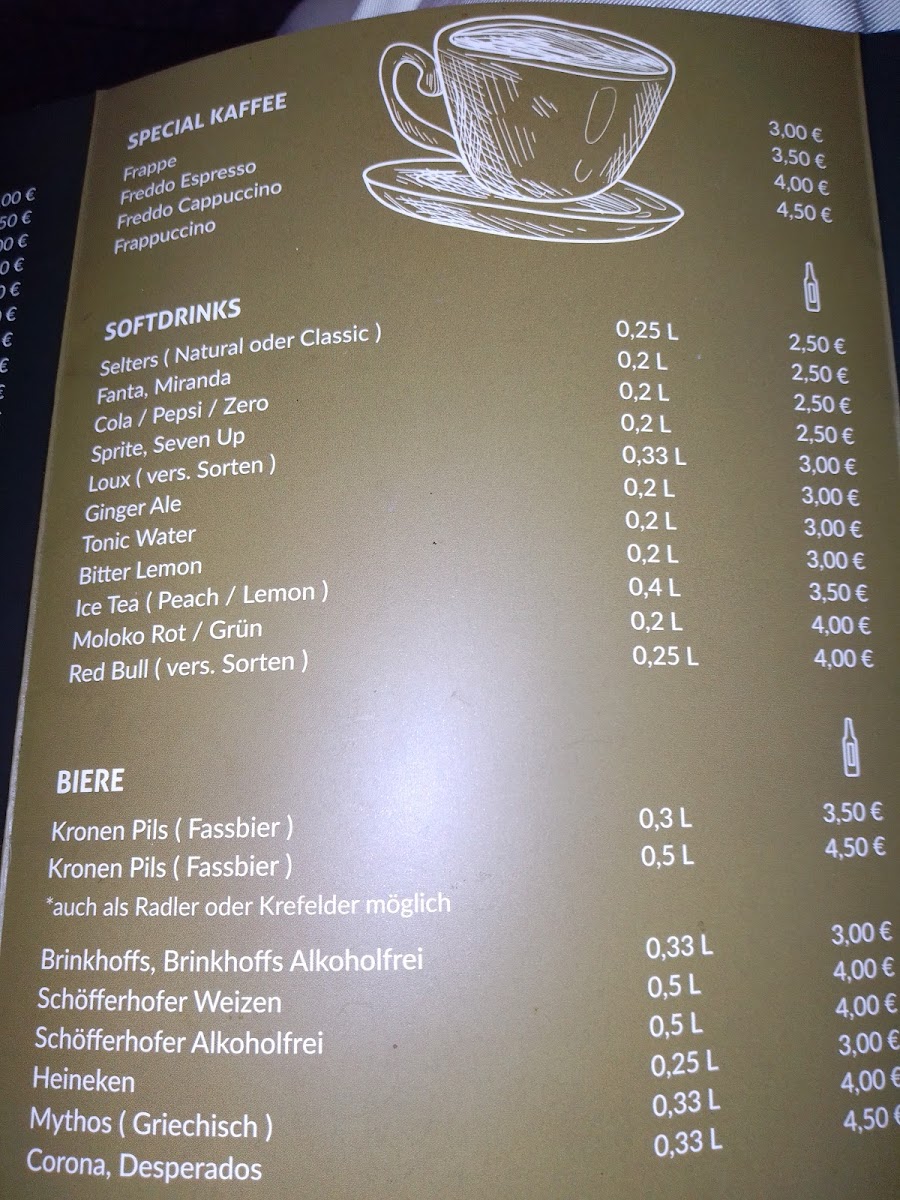 SPECIAL KAFFEE
Frappe 3,00 €
Freddo Espresso 3,50 €
Freddo Cappuccino 4,00 €
Frappuccino 4,50 €
SOFTDRINKS
Selters ( Natural oder Classic ) 0,25 L 2,50 €
Fanta, Miranda 0,2 L 2,50 €
Cola / Pepsi / Zero 0,2 L 2,50 €
Sprite, Seven Up 0,2 L 2,50 €
Loux ( vers. Sorten ) 0,33 L 3,00 €
Ginger Ale 0,2 L 3,00 €
Tonic Water 0,2 L 3,00 €
Bitter Lemon 0,2 L 3,00 €
Ice Tea ( Peach / Lemon ) 0,4 L 3,50 €
Moloko Rot / Grün 0,2 L 4,00 €
Red Bull ( vers. Sorten ) 0,25 L 4,00 €
BIERE
Kronen Pils ( Fassbier ) 0,3 L 3,50 €
Kronen Pils ( Fassbier ) 0,5 L 4,50 €
*auch als Radler oder Krefelder möglich
Brinkhoffs, Brinkhoffs Alkoholfrei 0,33 L 3,00 €
Schöfferhofer Weizen 0,5 L 4,00 €
Schöfferhofer Alkoholfrei 0,5 L 4,00 €
Heineken 0,25 L 3,00 €
Mythos ( Griechisch ) 0,33 L 4,00 €
Corona, Desperados 0,33 L 4,50 €